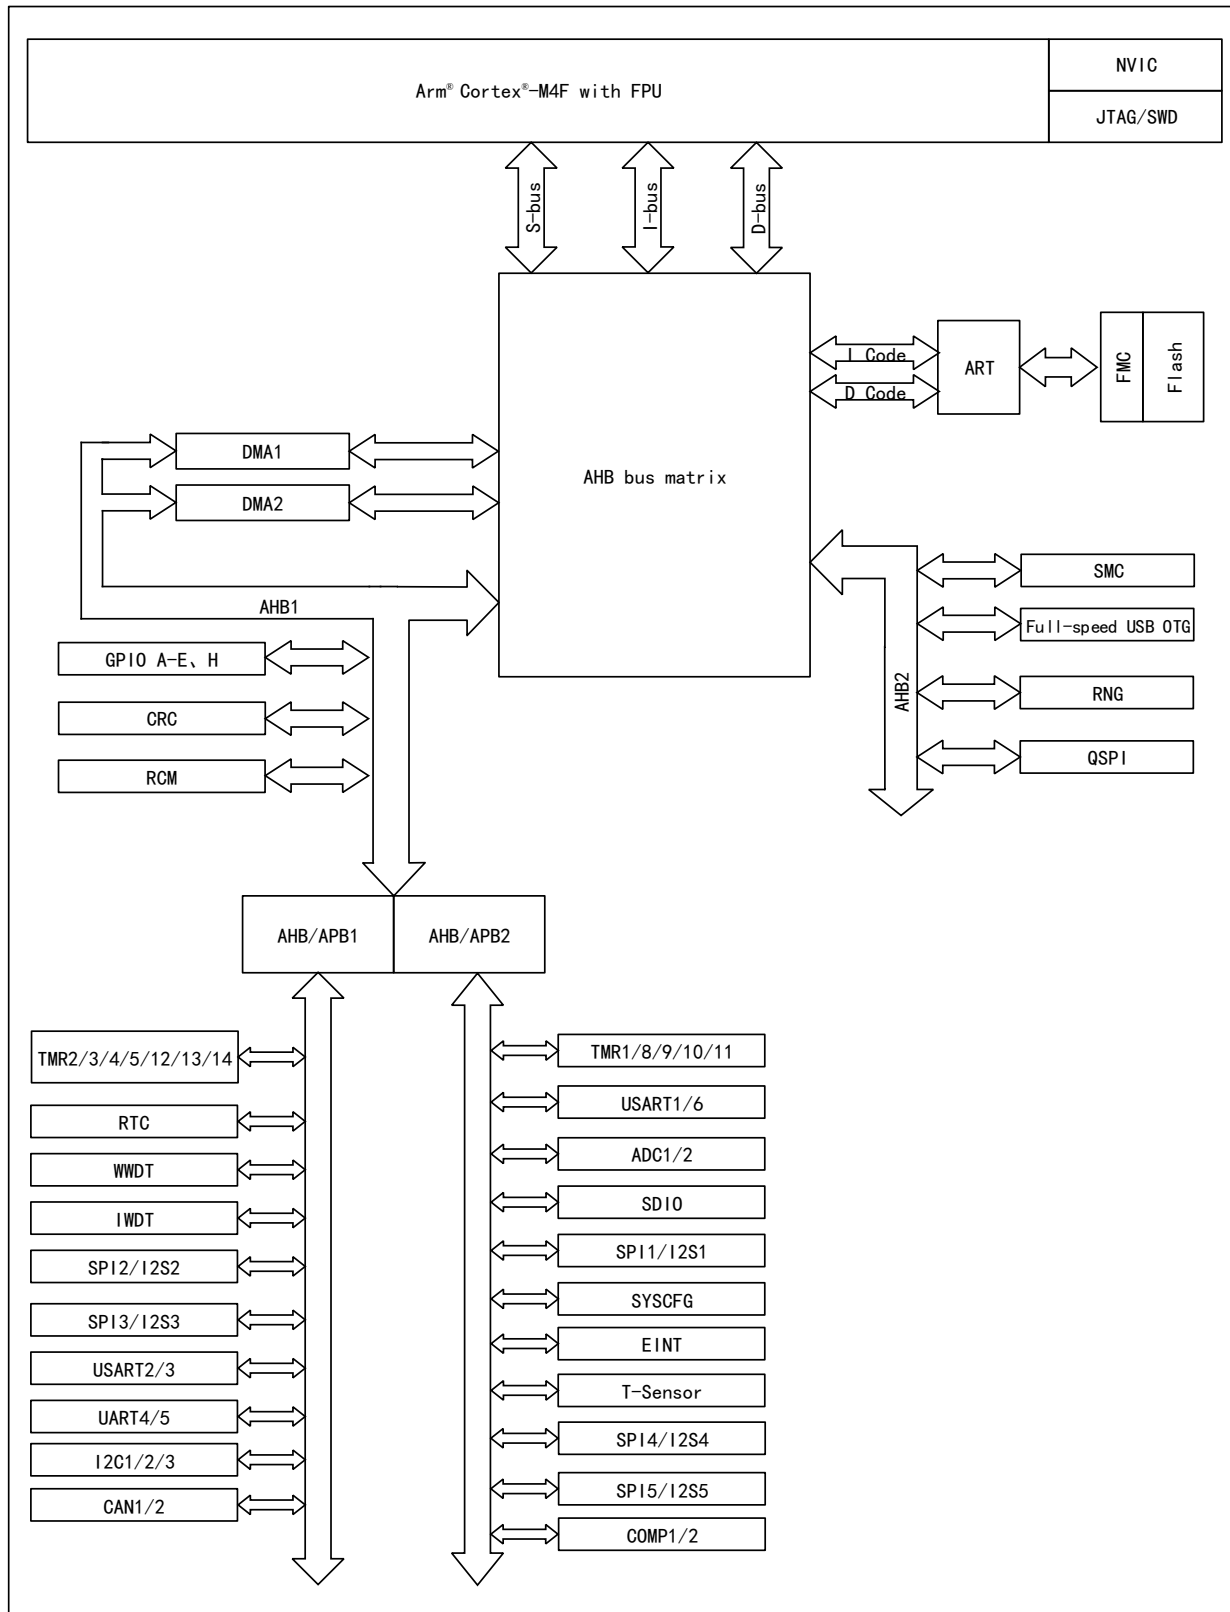 Arm® Cortex®-M4F with FPU
NVIC
JTAG/SWD
S-bus
I-bus
D-bus
I Code
D Code
ART
FMC
Flash
DMA1
DMA2
AHB bus matrix
AHB1
SMC
Full-speed USB OTG
GPIO A-E、H
AHB2
RNG
CRC
QSPI
RCM
AHB/APB1
AHB/APB2
TMR2/3/4/5/12/13/14
RTC
WWDT
IWDT
SPI2/I2S2
SPI3/I2S3
USART2/3
UART4/5
I2C1/2/3
CAN1/2
TMR1/8/9/10/11
USART1/6
ADC1/2
SDIO
SPI1/I2S1
SYSCFG
EINT
T-Sensor
SPI4/I2S4
SPI5/I2S5
COMP1/2